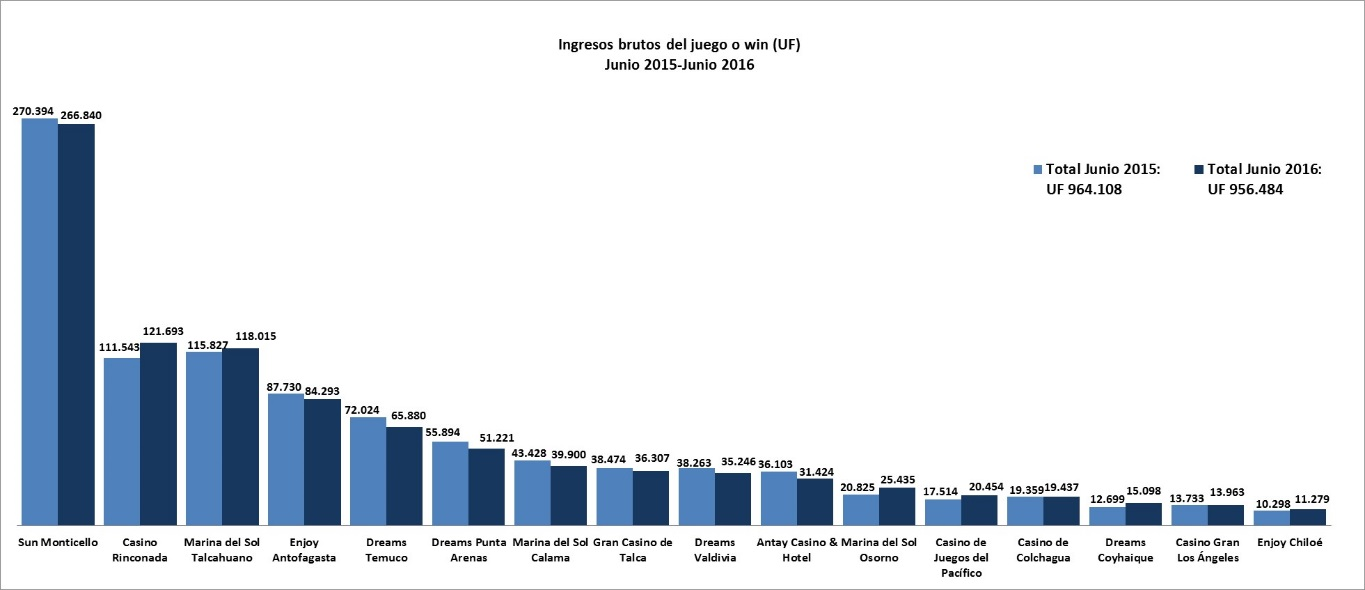 Ingresos brutos del juego o win (UF)
Junio 2015-Junio 2016
Total Junio 2015:
UF 964.108
Total Junio 2016:
UF 956.484
270.394
266.840
111.543
121.693
115.827
118.015
87.730
84.293
72.024
65.880
55.894
51.221
43.428
39.900
38.474
36.307
38.263
35.246
36.103
31.424
20.825
25.435
17.514
20.454
19.359
19.437
12.699
15.098
13.733
13.963
10.298
11.279
Sun Monticello
Casino
Rinconada
Marina del Sol
Talcahuano
Enjoy
Antofagasta
Dreams
Temuco
Dreams Punta
Arenas
Marina del Sol
Calama
Gran Casino de
Talca
Dreams
Valdivia
Antay Casino &
Hotel
Marina del Sol
Osorno
Casino de
Juegos del
Pacífico
Casino de
Colchagua
Dreams
Coyhaique
Casino Gran
Los Ángeles
Enjoy Chiloé